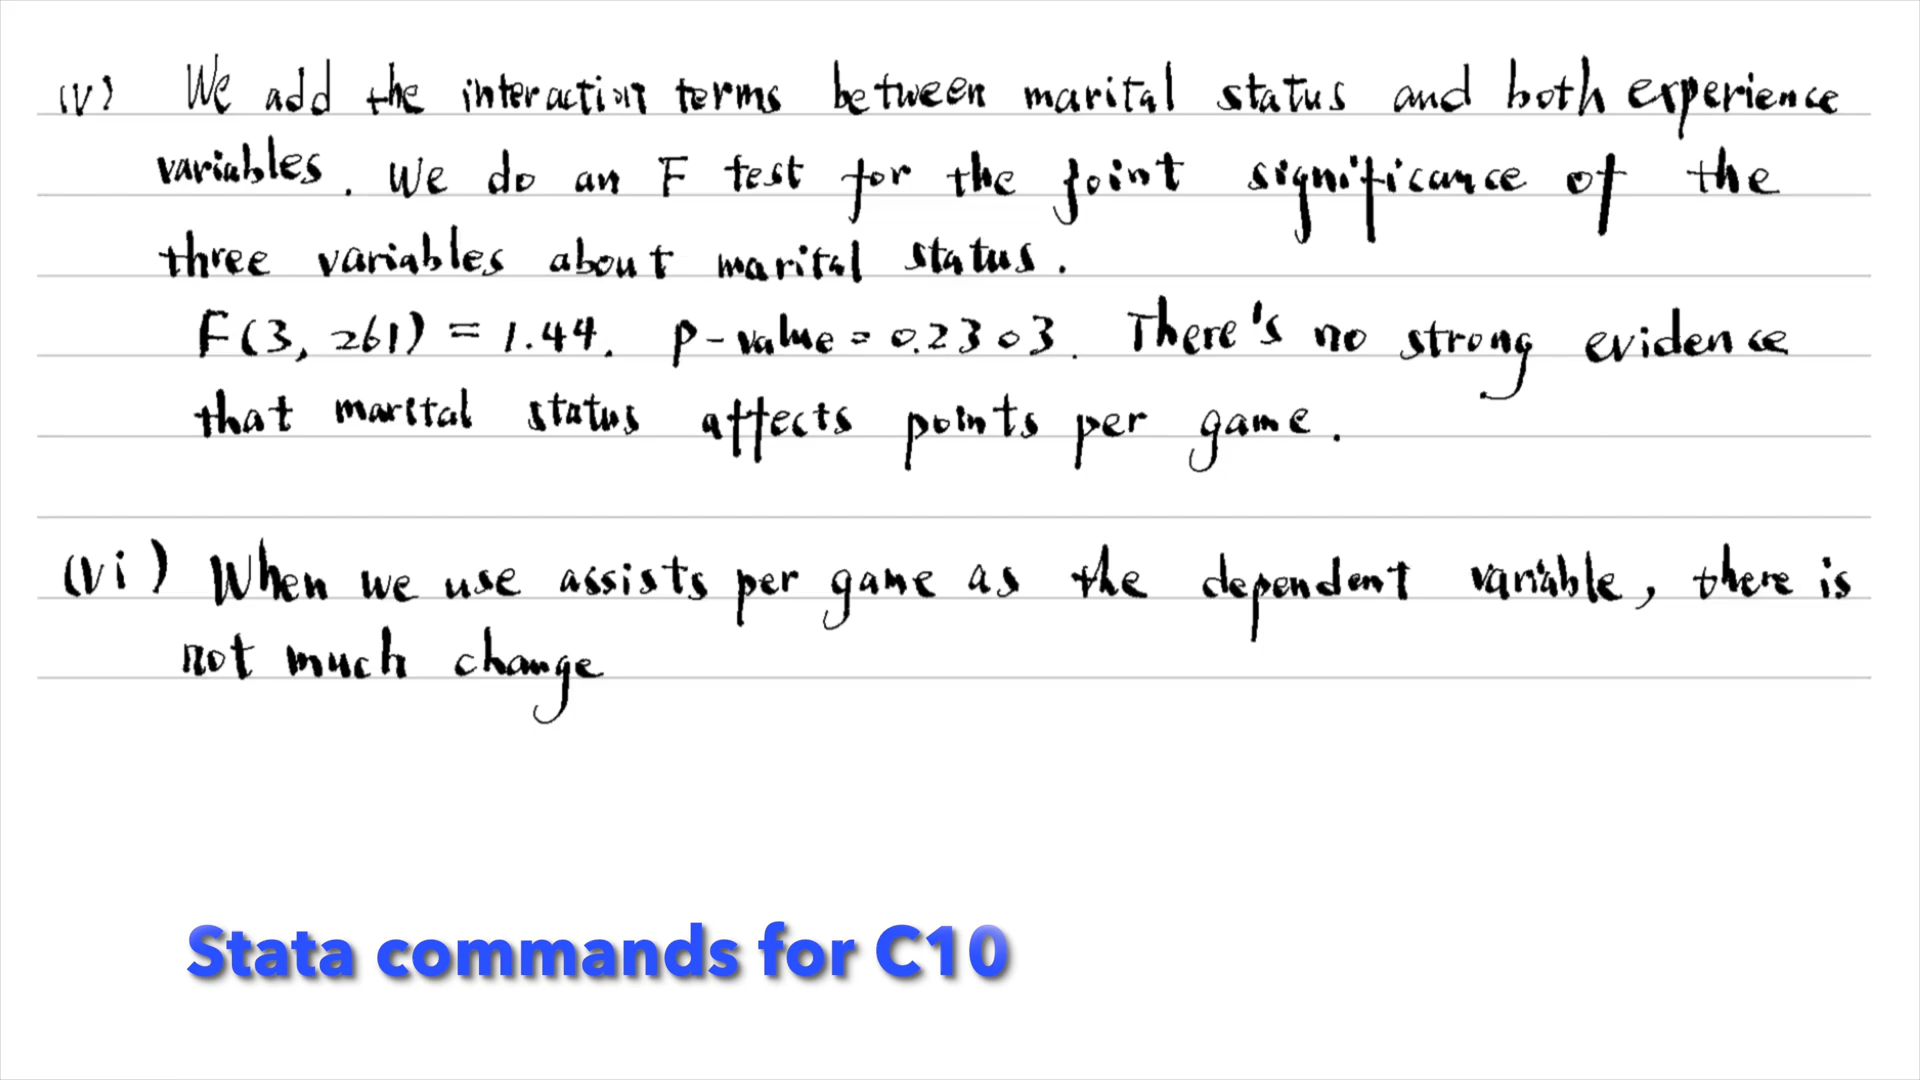 (v) We add the interaction terms between marital status and both experience
variables. We do an F test for the joint significance of the
three variables about marital status.
F(3, 261) = 1.44. p-value = 0.2303. There's no strong evidence
that marital status affects points per game.
(vi) When we use assists per game as the dependent variable, there is
not much change
Stata commands for C10